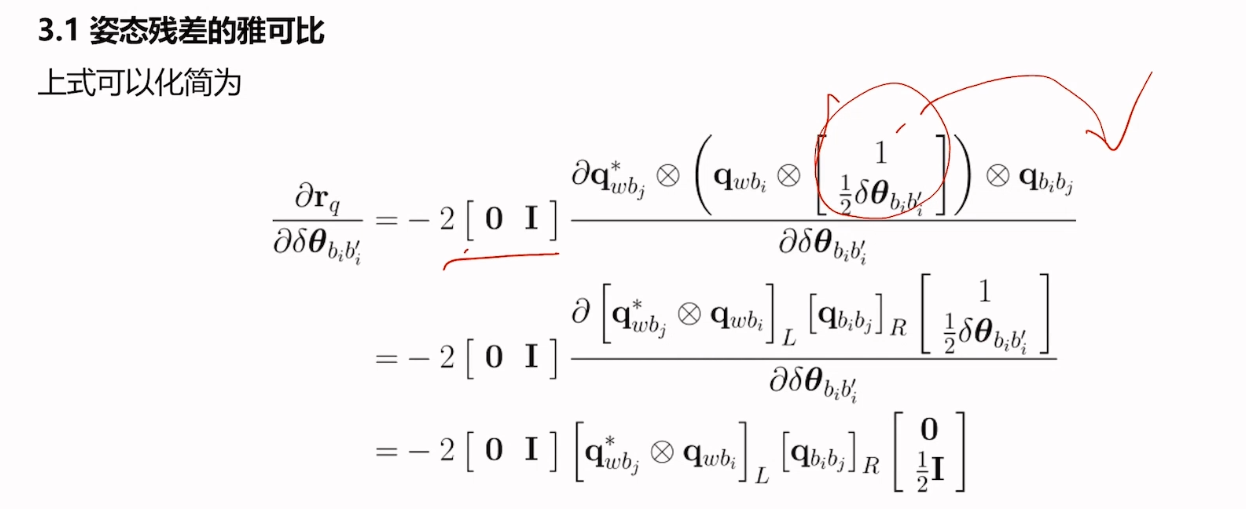 3.1 姿态残差的雅可比
上式可以化简为
$\frac{\partial \mathbf{r}_q}{\partial \delta\boldsymbol{\theta}_{b_i b_i'}} = -2 \begin{bmatrix} \mathbf{0} & \mathbf{I} \end{bmatrix} \frac{\partial \mathbf{q}^*_{wb_j} \otimes \left( \mathbf{q}_{wb_i} \otimes \begin{bmatrix} 1 \\ \frac{1}{2}\delta\boldsymbol{\theta}_{b_i b_i'} \end{bmatrix} \right) \otimes \mathbf{q}_{b_i b_j}}{\partial \delta\boldsymbol{\theta}_{b_i b_i'}}$
$= -2 \begin{bmatrix} \mathbf{0} & \mathbf{I} \end{bmatrix} \frac{\partial \left[ \mathbf{q}^*_{wb_j} \otimes \mathbf{q}_{wb_i} \right]_L \left[ \mathbf{q}_{b_i b_j} \right]_R \begin{bmatrix} 1 \\ \frac{1}{2}\delta\boldsymbol{\theta}_{b_i b_i'} \end{bmatrix}}{\partial \delta\boldsymbol{\theta}_{b_i b_i'}}$
$= -2 \begin{bmatrix} \mathbf{0} & \mathbf{I} \end{bmatrix} \left[ \mathbf{q}^*_{wb_j} \otimes \mathbf{q}_{wb_i} \right]_L \left[ \mathbf{q}_{b_i b_j} \right]_R \begin{bmatrix} \mathbf{0} \\ \frac{1}{2}\mathbf{I} \end{bmatrix}$